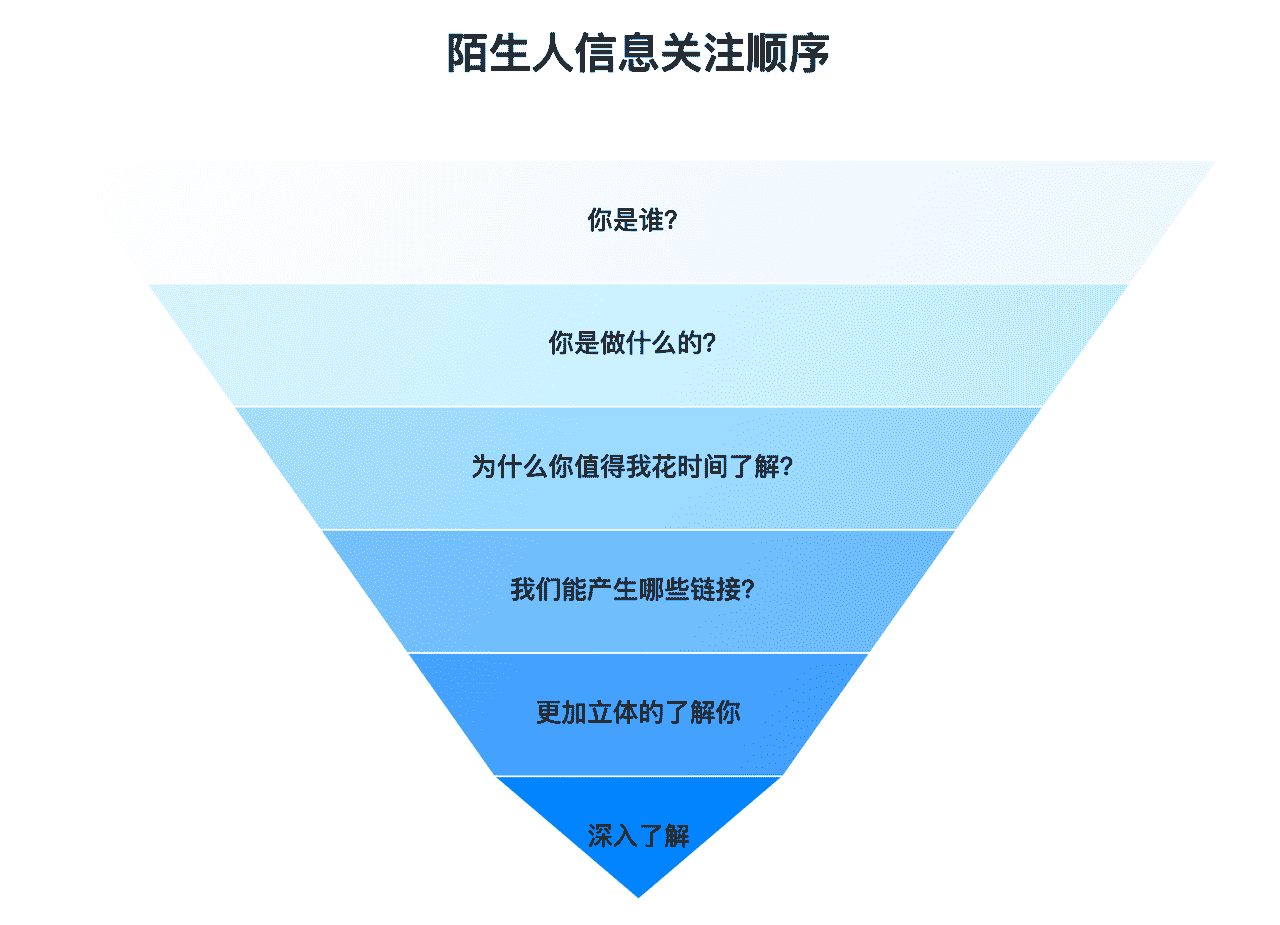 陌生人信息关注顺序
你是谁?
你是做什么的?
为什么你值得我花时间了解?
我们能产生哪些链接?
更加立体的了解你
深入了解